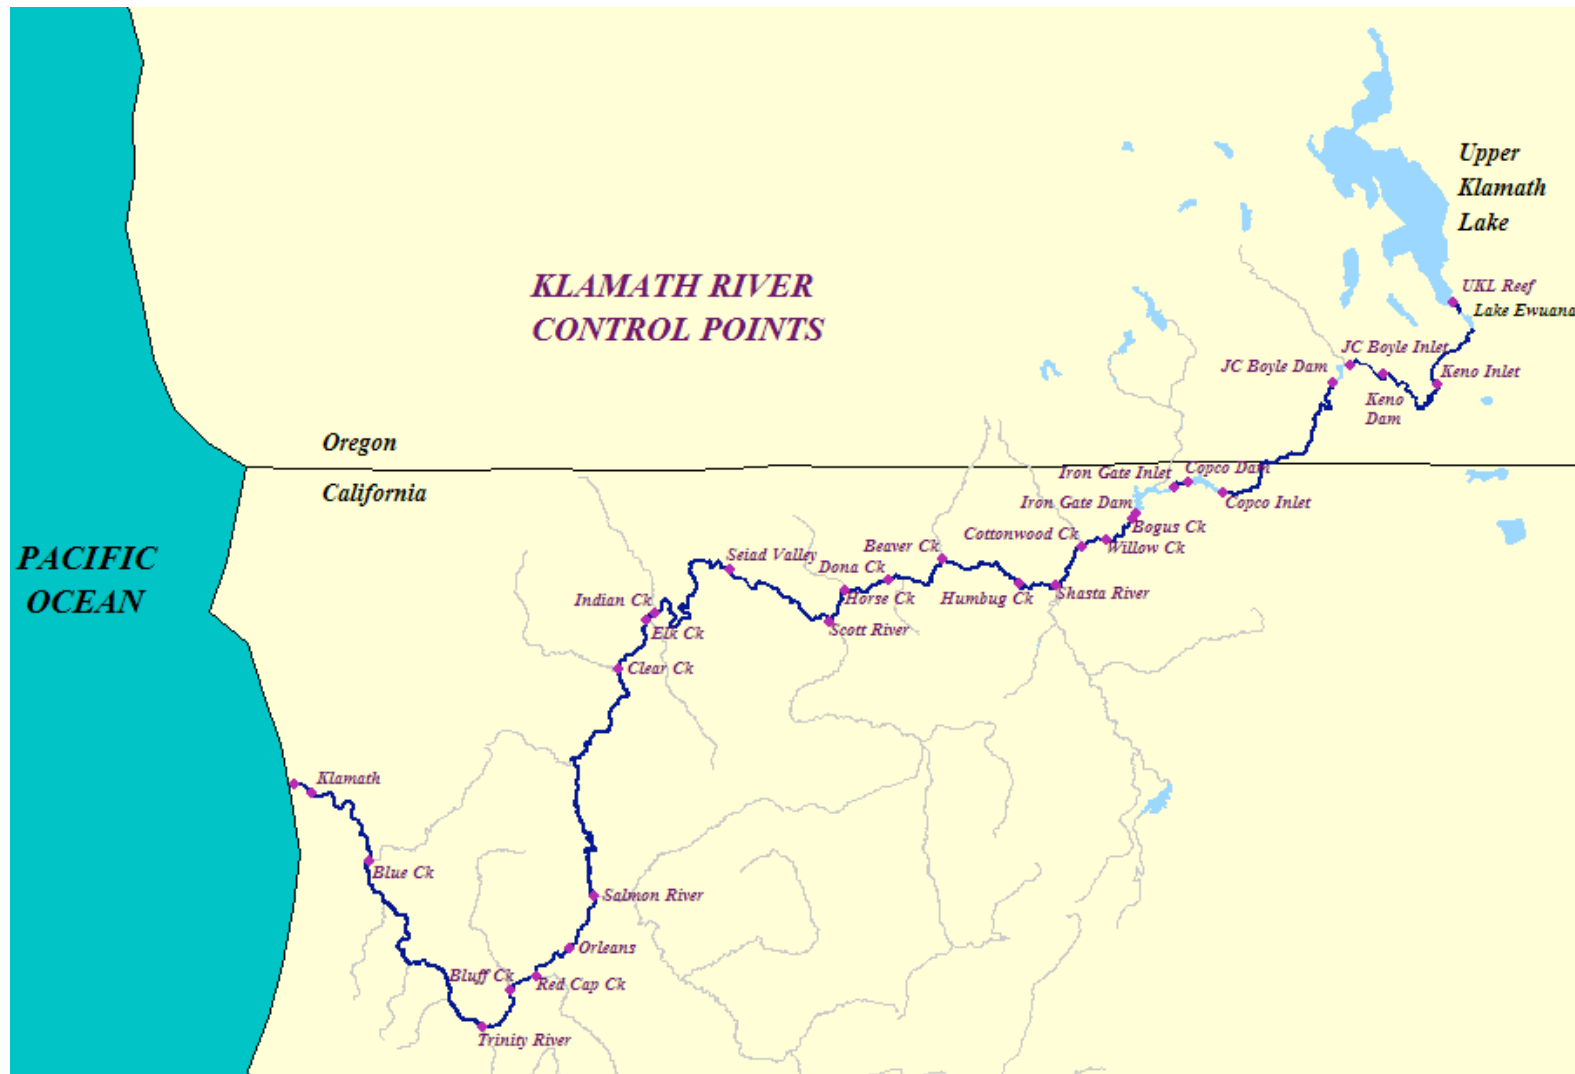 Upper
Klamath
Lake
KLAMATH RIVER
CONTROL POINTS
UKL Reef
Lake Ewuana
JC Boyle Inlet
JC Boyle Dam
Keno Inlet
Keno
Dam
Oregon
California
Iron Gate Inlet
Copco Dam
Copco Inlet
Iron Gate Dam
Bogus Ck
Cottonwood Ck
Willow Ck
PACIFIC
OCEAN
Beaver Ck
Seiad Valley
Dona Ck
Horse Ck
Humbug Ck
Shasta River
Indian Ck
Elk Ck
Scott River
Clear Ck
Klamath
Blue Ck
Salmon River
Orleans
Bluff Ck
Red Cap Ck
Trinity River